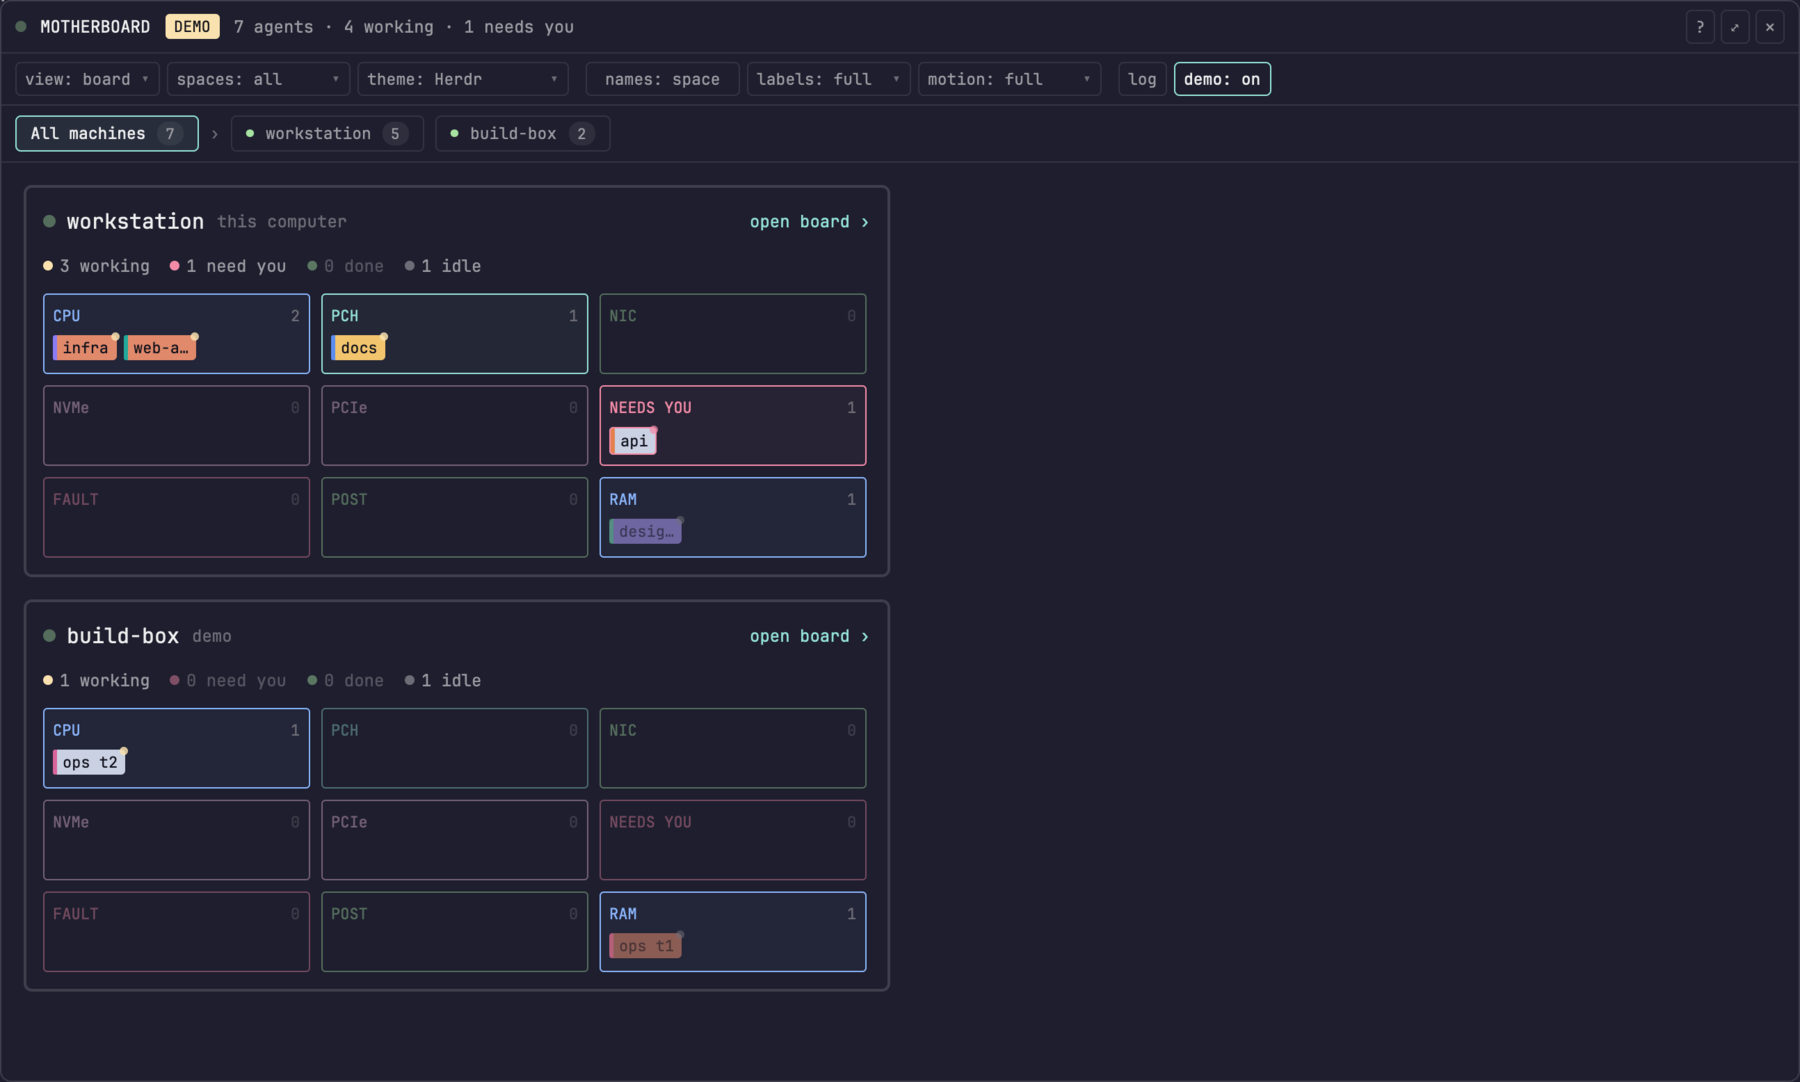 MOTHERBOARD DEMO 7 agents · 4 working · 1 needs you ? ⤢ ×
view: board ▾ spaces: all ▾ theme: Herdr ▾ names: space labels: full ▾ motion: full ▾ log demo: on
All machines 7 › workstation 5 build-box 2
workstation this computer open board ›
3 working 1 need you 0 done 1 idle
CPU 2 PCH 1 NIC 0
infra web-a… docs
NVMe 0 PCIe 0 NEEDS YOU 1
api
FAULT 0 POST 0 RAM 1
desig…
build-box demo open board ›
1 working 0 need you 0 done 1 idle
CPU 1 PCH 0 NIC 0
ops t2
NVMe 0 PCIe 0 NEEDS YOU 0
FAULT 0 POST 0 RAM 1
ops t1